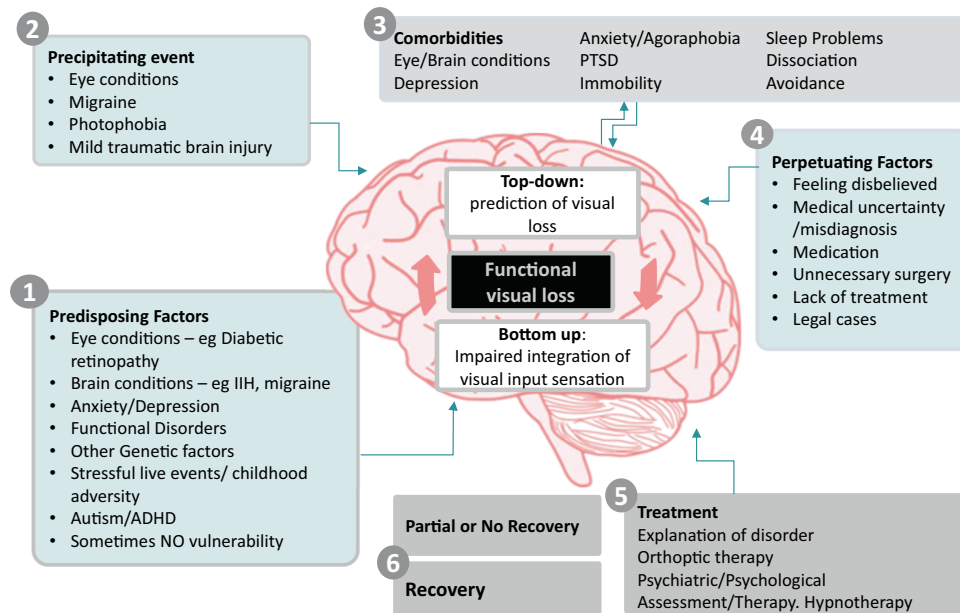 2
Precipitating event
• Eye conditions
• Migraine
• Photophobia
• Mild traumatic brain injury
3
Comorbidities Anxiety/Agoraphobia Sleep Problems
Eye/Brain conditions PTSD Dissociation
Depression Immobility Avoidance
4
Perpetuating Factors
• Feeling disbelieved
• Medical uncertainty
/misdiagnosis
• Medication
• Unnecessary surgery
• Lack of treatment
• Legal cases
Top-down:
prediction of visual
loss
Functional
visual loss
Bottom up:
Impaired integration of
visual input sensation
1
Predisposing Factors
• Eye conditions – eg Diabetic
retinopathy
• Brain conditions – eg IIH, migraine
• Anxiety/Depression
• Functional Disorders
• Other Genetic factors
• Stressful live events/ childhood
adversity
• Autism/ADHD
• Sometimes NO vulnerability
5
Treatment
Explanation of disorder
Orthoptic therapy
Psychiatric/Psychological
Assessment/Therapy. Hypnotherapy
Partial or No Recovery
6
Recovery